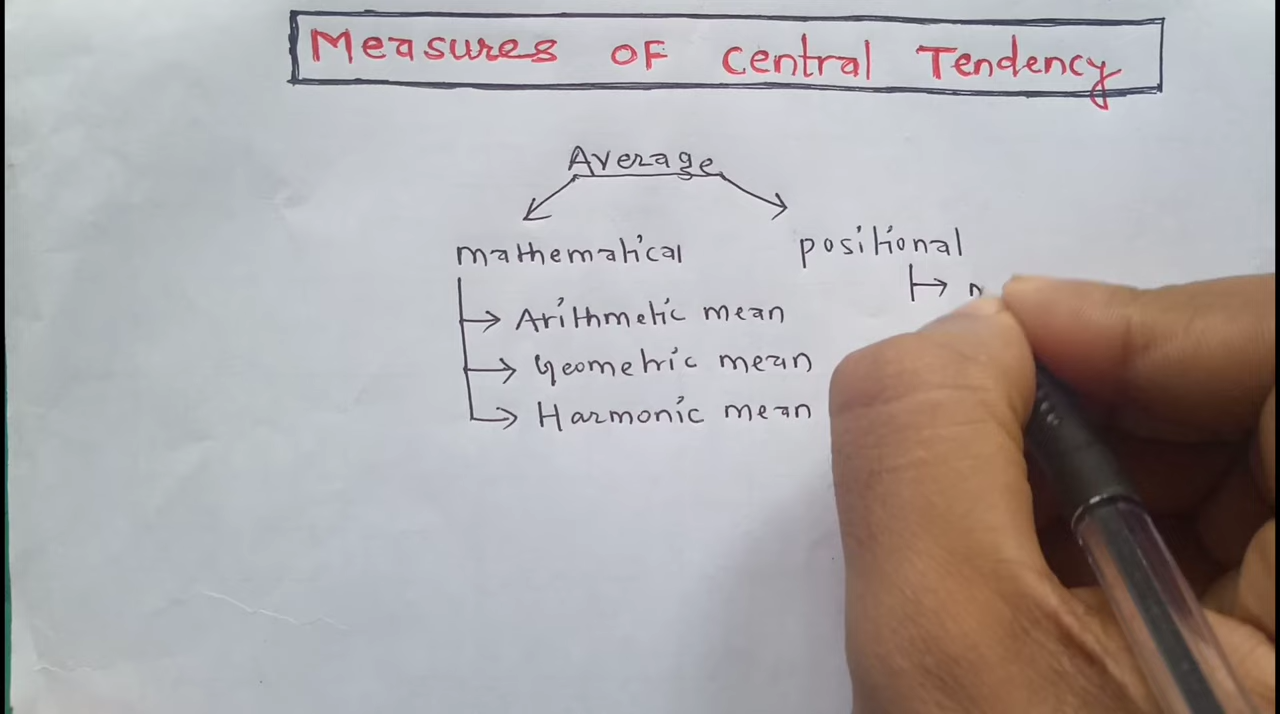 Measures OF Central Tendency
Average
mathematical
positional
Arithmetic mean
Geometric mean
Harmonic mean